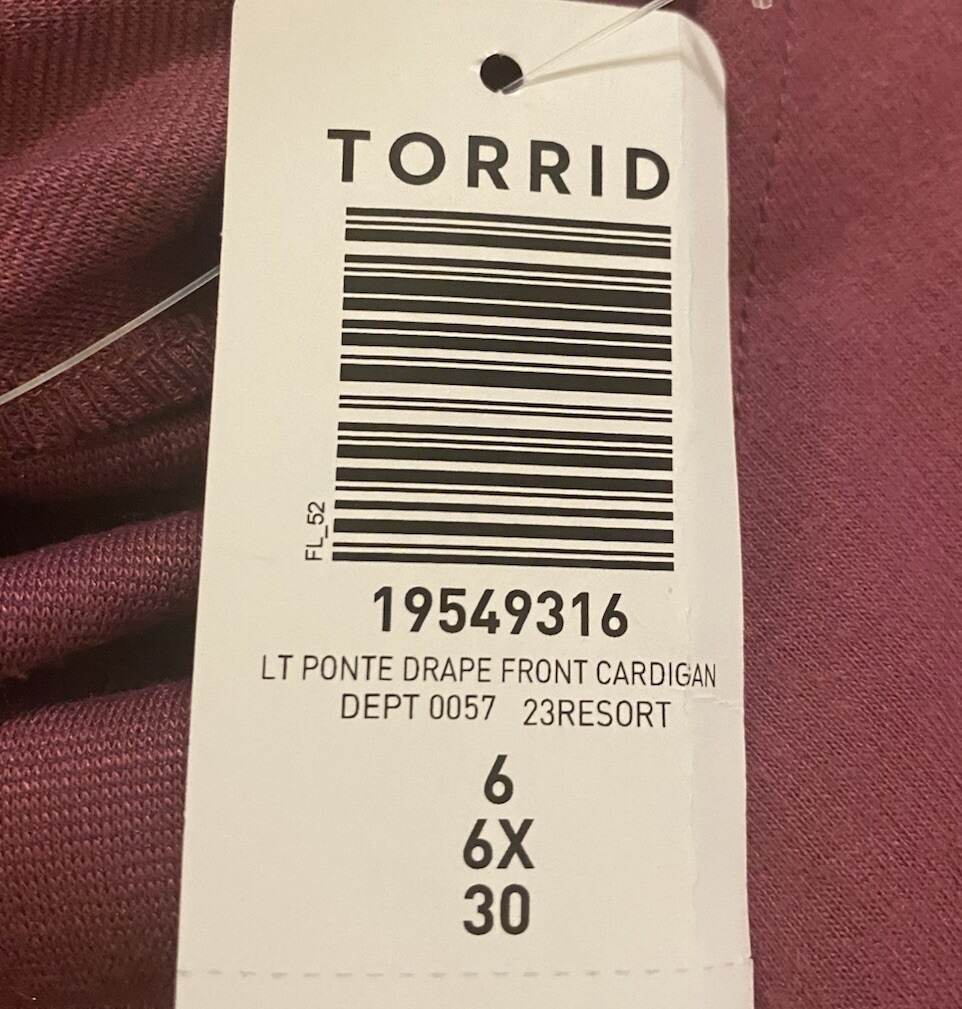 TORRID
FL_52
19549316
LT PONTE DRAPE FRONT CARDIGAN
DEPT 0057 23RESORT
6
6X
30